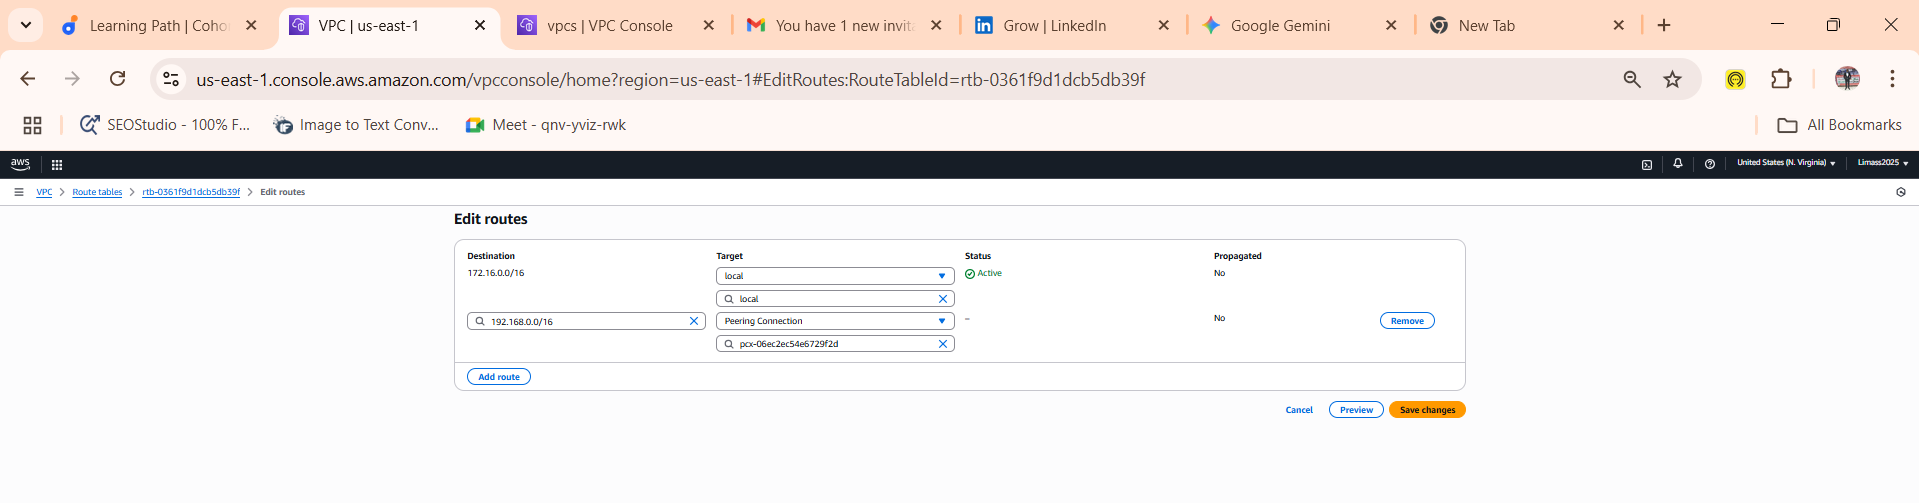 Learning Path | Coho
VPC | us-east-1
vpcs | VPC Console
You have 1 new invita
Grow | LinkedIn
Google Gemini
New Tab
us-east-1.console.aws.amazon.com/vpcconsole/home?region=us-east-1#EditRoutes:RouteTableId=rtb-0361f9d1dcb5db39f
SEOStudio - 100% F...
Image to Text Conv...
Meet - qnv-yviz-rwk
All Bookmarks
aws
United States (N. Virginia)
Limass2025
VPC > Route tables > rtb-0361f9d1dcb5db39f > Edit routes
Edit routes
Destination Target Status Propagated
172.16.0.0/16 local Active No
local
192.168.0.0/16 Peering Connection – No Remove
pcx-06ec2ec54e6729f2d
Add route
Cancel Preview Save changes